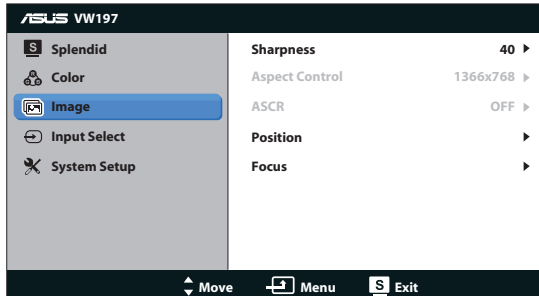 ASUS VW197
S Splendid
Color
Image
Input Select
System Setup
Sharpness 40
Aspect Control 1366x768
ASCR OFF
Position
Focus
Move Menu S Exit